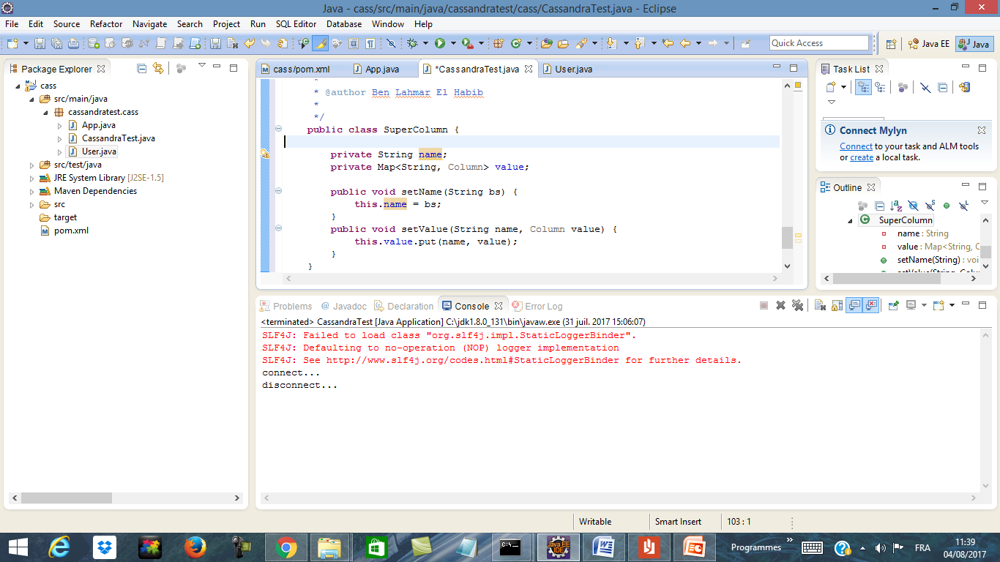 Java - cass/src/main/java/cassandratest/cass/CassandraTest.java - Eclipse
File Edit Source Refactor Navigate Search Project Run SQL Editor Database Window Help
Quick Access
Java EE
Java
Package Explorer
cass
src/main/java
cassandratest.cass
App.java
CassandraTest.java
User.java
src/test/java
JRE System Library [J2SE-1.5]
Maven Dependencies
src
target
pom.xml
cass/pom.xml
App.java
*CassandraTest.java
User.java
*
* @author Ben Lahmar El Habib
*
*/
public class SuperColumn {
private String name;
private Map<String, Column> value;
public void setName(String bs) {
this.name = bs;
}
public void setValue(String name, Column value) {
this.value.put(name, value);
}
}
Task List
Connect Mylyn
Connect to your task and ALM tools
or create a local task.
Outline
SuperColumn
name : String
value : Map<String, C
setName(String) : voi
Problems
@ Javadoc
Declaration
Console
Error Log
<terminated> CassandraTest [Java Application] C:\jdk1.8.0_131\bin\javaw.exe (31 juil. 2017 15:06:07)
SLF4J: Failed to load class "org.slf4j.impl.StaticLoggerBinder".
SLF4J: Defaulting to no-operation (NOP) logger implementation
SLF4J: See http://www.slf4j.org/codes.html#StaticLoggerBinder for further details.
connect...
disconnect...
Writable
Smart Insert
103 : 1
Java EE
IDE
Programmes
FRA
11:39
04/08/2017